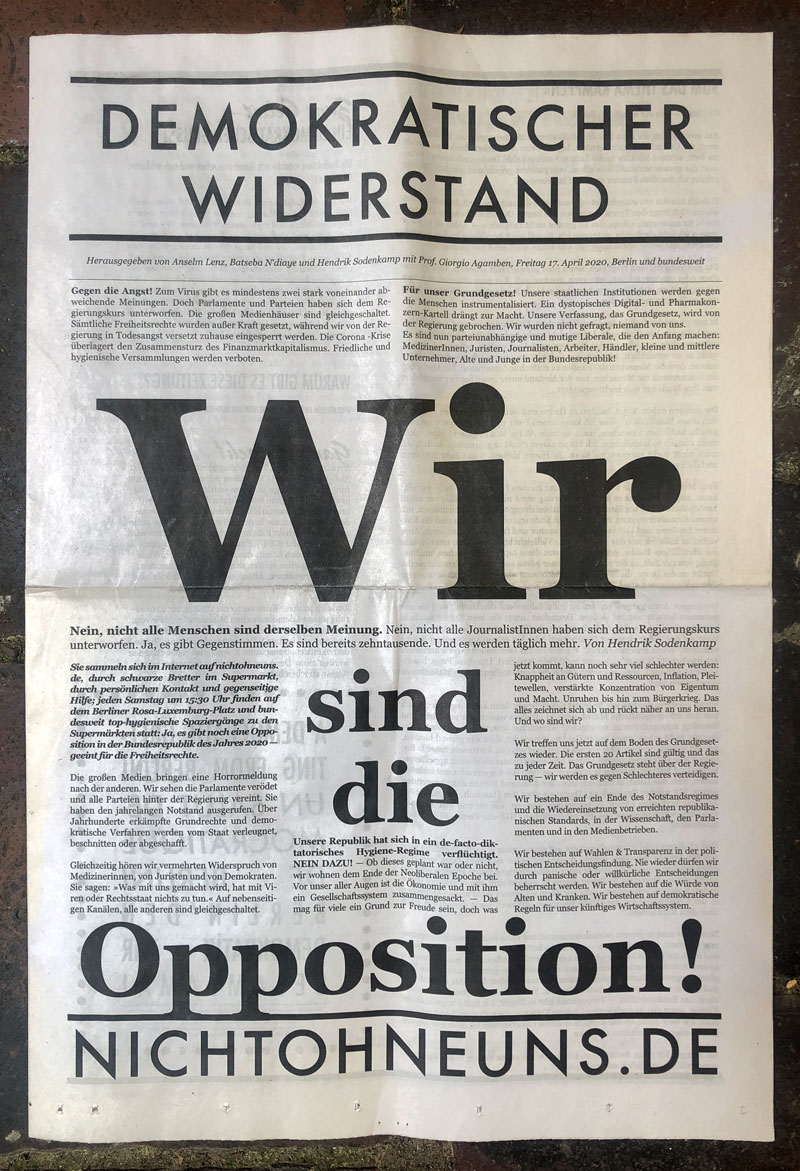 DEMOKRATISCHER
WIDERSTAND
Herausgegeben von Anselm Lenz, Batseba N'diaye und Hendrik Sodenkamp mit Prof. Giorgio Agamben, Freitag 17. April 2020, Berlin und bundesweit
Gegen die Angst! Zum Virus gibt es mindestens zwei stark voneinander ab-
weichende Meinungen. Doch Parlamente und Parteien haben sich dem Re-
gierungskurs unterworfen. Die großen Medienhäuser sind gleichgeschaltet.
Sämtliche Freiheitsrechte wurden außer Kraft gesetzt, während wir von der Re-
gierung in Todesangst versetzt zuhause eingesperrt werden. Die Corona -Krise
überlagert den Zusammensturz des Finanzmarktkapitalismus. Friedliche und
hygienische Versammlungen werden verboten.
Für unser Grundgesetz! Unsere staatlichen Institutionen werden gegen
die Menschen instrumentalisiert. Ein dystopisches Digital- und Pharmakon-
zern-Kartell drängt zur Macht. Unsere Verfassung, das Grundgesetz, wird von
der Regierung gebrochen. Wir wurden nicht gefragt, niemand von uns.
Es sind nun parteiunabhängige und mutige Liberale, die den Anfang machen:
MedizinerInnen, Juristen, Journalisten, Arbeiter, Händler, kleine und mittlere
Unternehmer, Alte und Junge in der Bundesrepublik!
Wir
Nein, nicht alle Menschen sind derselben Meinung. Nein, nicht alle JournalistInnen haben sich dem Regierungskurs
unterworfen. Ja, es gibt Gegenstimmen. Es sind bereits zehntausende. Und es werden täglich mehr. Von Hendrik Sodenkamp
sind
die
Sie sammeln sich im Internet auf nichtohneuns.
de, durch schwarze Bretter im Supermarkt,
durch persönlichen Kontakt und gegenseitige
Hilfe; jeden Samstag um 15:30 Uhr finden auf
dem Berliner Rosa-Luxemburg-Platz und bun-
desweit top-hygienische Spaziergänge zu den
Supermärkten statt: Ja, es gibt noch eine Oppo-
sition in der Bundesrepublik des Jahres 2020 —
geeint für die Freiheitsrechte.
Die großen Medien bringen eine Horrormeldung
nach der anderen. Wir sehen die Parlamente verödet
und alle Parteien hinter der Regierung vereint. Sie
haben den jahrelangen Notstand ausgerufen. Über
Jahrhunderte erkämpfte Grundrechte und demo-
kratische Verfahren werden vom Staat verleugnet,
beschnitten oder abgeschafft.
Gleichzeitig hören wir vermehrten Widerspruch von
Medizinerinnen, von Juristen und von Demokraten.
Sie sagen: »Was mit uns gemacht wird, hat mit Vi-
ren oder Rechtsstaat nichts zu tun.« Auf nebenseiti-
gen Kanälen, alle anderen sind gleichgeschaltet.
Unsere Republik hat sich in ein de-facto-dik-
tatorisches Hygiene-Regime verflüchtigt.
NEIN DAZU! — Ob dieses geplant war oder nicht,
wir wohnen dem Ende der Neoliberalen Epoche bei.
Vor unser aller Augen ist die Ökonomie und mit ihm
ein Gesellschaftssystem zusammengesackt. — Das
mag für viele ein Grund zur Freude sein, doch was
jetzt kommt, kann noch sehr viel schlechter werden:
Knappheit an Gütern und Ressourcen, Inflation, Plei-
tewellen, verstärkte Konzentration von Eigentum
und Macht. Unruhen bis hin zum Bürgerkrieg. Das
alles zeichnet sich ab und rückt näher an uns heran.
Und wo sind wir?
Wir treffen uns jetzt auf dem Boden des Grundgeset-
zes wieder. Die ersten 20 Artikel sind gültig und das
zu jeder Zeit. Das Grundgesetz steht über der Regie-
rung — wir werden es gegen Schlechteres verteidigen.
Wir bestehen auf ein Ende des Notstandsregimes
und die Wiedereinsetzung von erreichten republika-
nischen Standards, in der Wissenschaft, den Parla-
menten und in den Medienbetrieben.
Wir bestehen auf Wahlen & Transparenz in der poli-
tischen Entscheidungsfindung. Nie wieder dürfen wir
durch panische oder willkürliche Entscheidungen
beherrscht werden. Wir bestehen auf die Würde von
Alten und Kranken. Wir bestehen auf demokratische
Regeln für unser künftiges Wirtschaftssystem.
Opposition!
NICHTOHNEUNS.DE